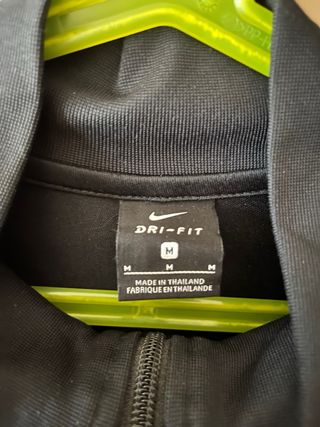 DRI-FIT
M
M M M
MADE IN THAILAND
FABRIQUE EN THAILANDE